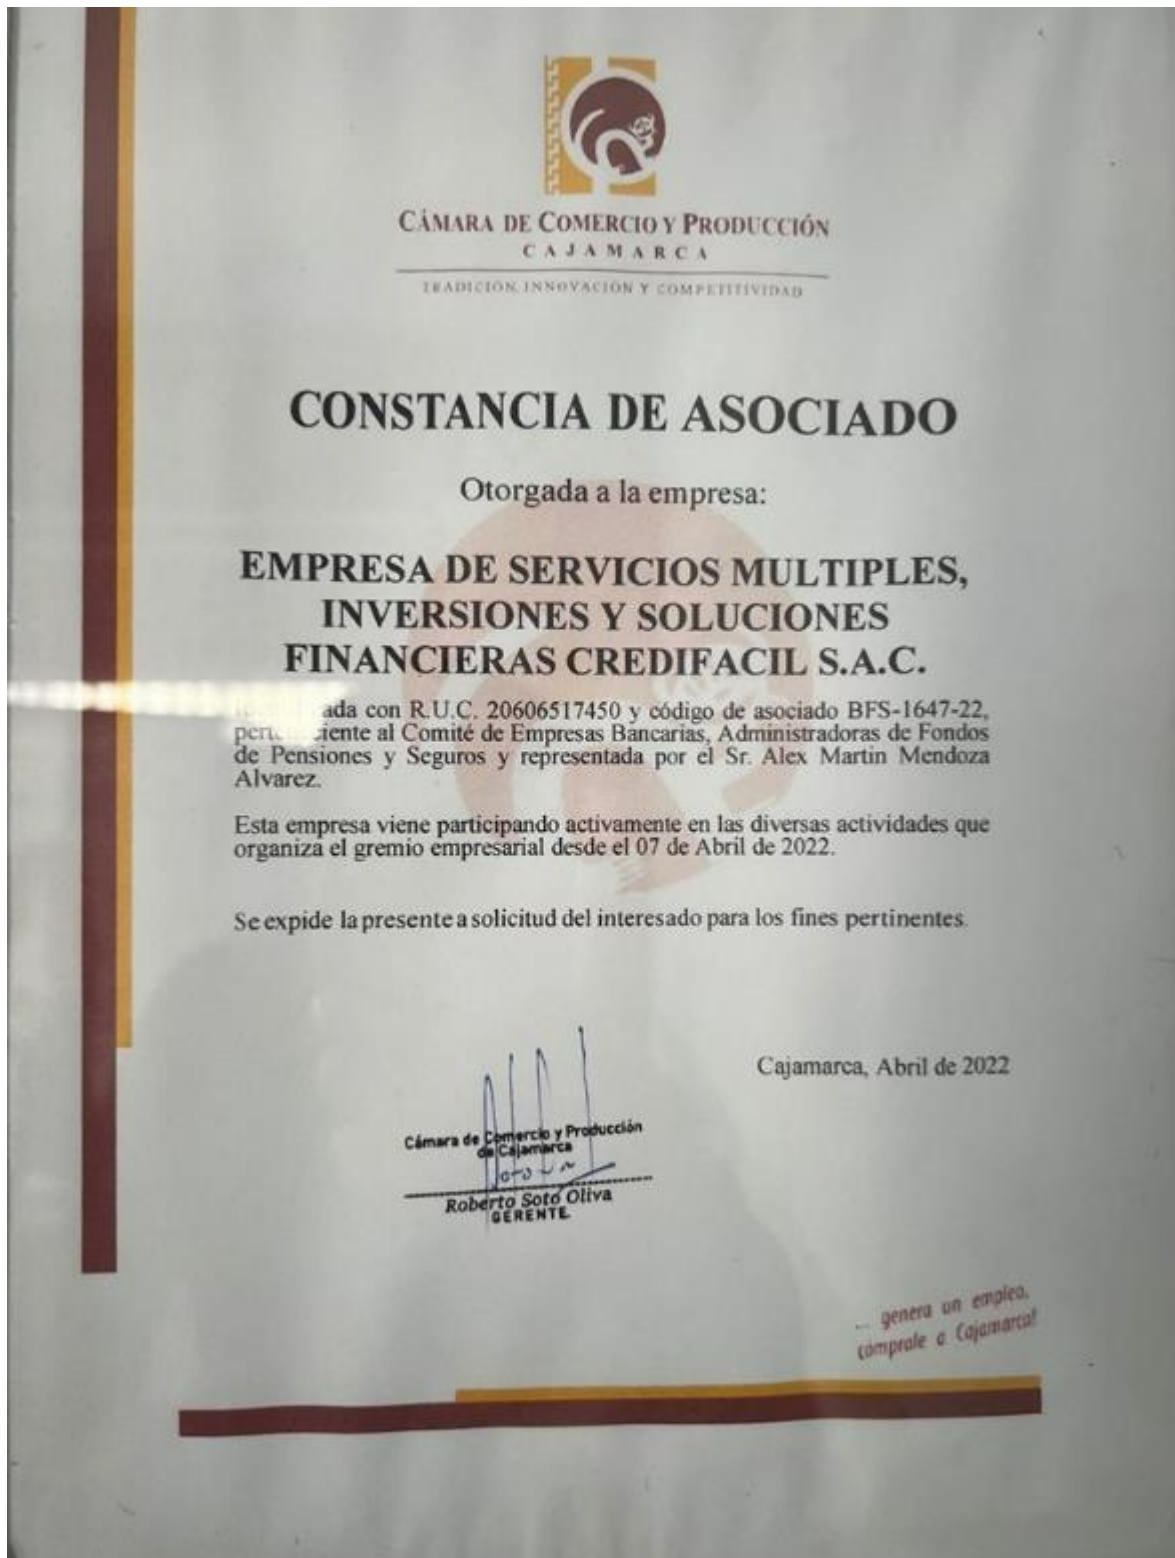 CÁMARA DE COMERCIO Y PRODUCCIÓN
CAJAMARCA
TRADICIÓN, INNOVACIÓN Y COMPETITIVIDAD
CONSTANCIA DE ASOCIADO
Otorgada a la empresa:
EMPRESA DE SERVICIOS MULTIPLES,
INVERSIONES Y SOLUCIONES
FINANCIERAS CREDIFACIL S.A.C.
ada con R.U.C. 20606517450 y código de asociado BFS-1647-22,
perteneciente al Comité de Empresas Bancarias, Administradoras de Fondos
de Pensiones y Seguros y representada por el Sr. Alex Martin Mendoza
Alvarez.
Esta empresa viene participando activamente en las diversas actividades que
organiza el gremio empresarial desde el 07 de Abril de 2022.
Se expide la presente a solicitud del interesado para los fines pertinentes.
Cajamarca, Abril de 2022
Cámara de Comercio y Producción
de Cajamarca
Roberto Soto Oliva
GERENTE
... genera un empleo,
cómprale a Cajamarca!